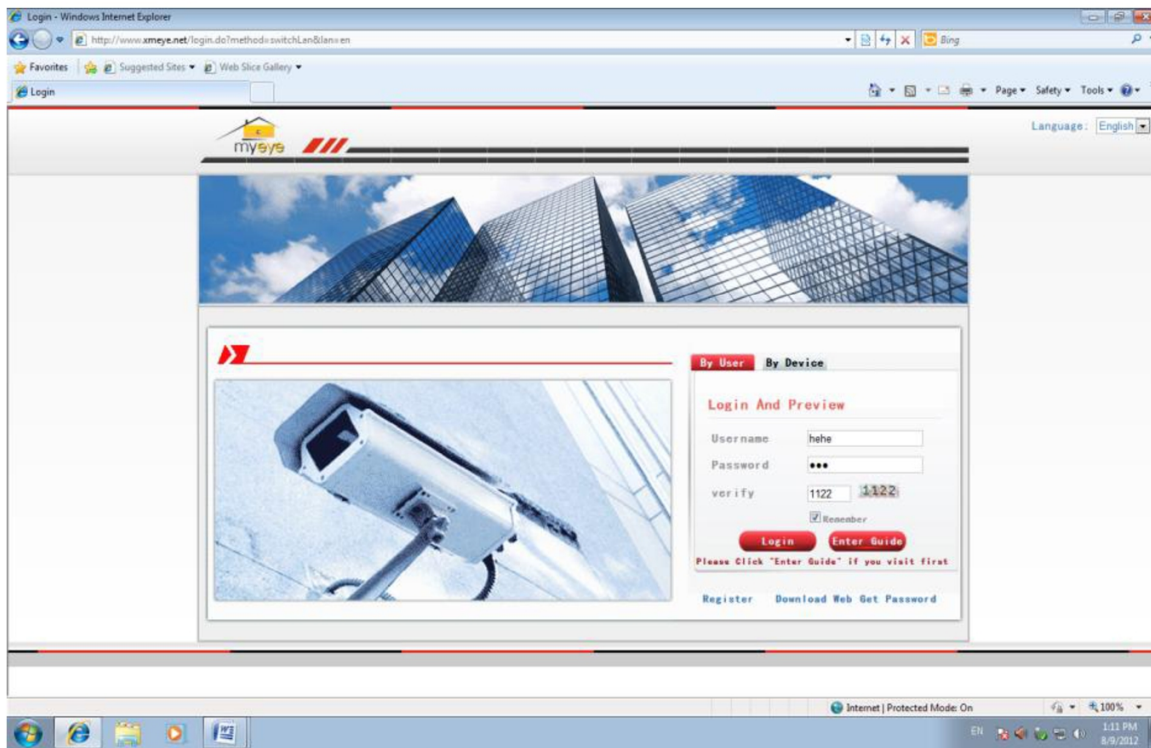 Login - Windows Internet Explorer
http://www.xmeye.net/login.do?method=switchLan&lan=en
Bing
Favorites Suggested Sites Web Slice Gallery
Login
Page Safety Tools
Language: English
myeye
By User By Device
Login And Preview
Username hehe
Password •••
verify 1122 1122
Remember
Login Enter Guide
Please Click "Enter Guide" if you visit first
Register Download Web Get Password
Internet | Protected Mode: On 100%
EN 1:11 PM
8/9/2012